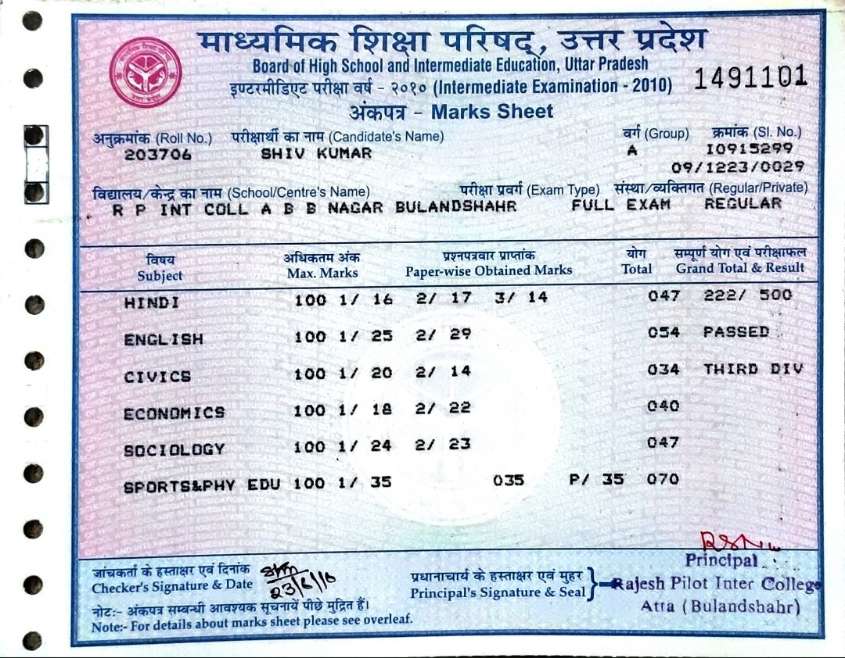 माध्यमिक शिक्षा परिषद्, उत्तर प्रदेश
Board of High School and Intermediate Education, Uttar Pradesh
इण्टरमीडिएट परीक्षा वर्ष - २०१० (Intermediate Examination - 2010) 1491101
अंकपत्र - Marks Sheet
अनुक्रमांक (Roll No.) परीक्षार्थी का नाम (Candidate's Name) वर्ग (Group) क्रमांक (Sl. No.)
203706 SHIV KUMAR A I0915299
09/1223/0029
विद्यालय/केन्द्र का नाम (School/Centre's Name) परीक्षा प्रवर्ग (Exam Type) संस्था/व्यक्तिगत (Regular/Private)
R P INT COLL A B B NAGAR BULANDSHAHR FULL EXAM REGULAR
विषय अधिकतम अंक प्रश्नपत्रवार प्राप्तांक योग सम्पूर्ण योग एवं परीक्षाफल
Subject Max. Marks Paper-wise Obtained Marks Total Grand Total & Result
HINDI 100 1/ 16 2/ 17 3/ 14 047 222/ 500
ENGLISH 100 1/ 25 2/ 29 054 PASSED
CIVICS 100 1/ 20 2/ 14 034 THIRD DIV
ECONOMICS 100 1/ 18 2/ 22 040
SOCIOLOGY 100 1/ 24 2/ 23 047
SPORTS&PHY EDU 100 1/ 35 035 P/ 35 070
जांचकर्ता के हस्ताक्षर एवं दिनांक
Checker's Signature & Date
प्रधानाचार्य के हस्ताक्षर एवं मुहर
Principal's Signature & Seal
Principal
Rajesh Pilot Inter College
Atra (Bulandshahr)
नोट:- अंकपत्र सम्बन्धी आवश्यक सूचनायें पीछे मुद्रित हैं।
Note:- For details about marks sheet please see overleaf.